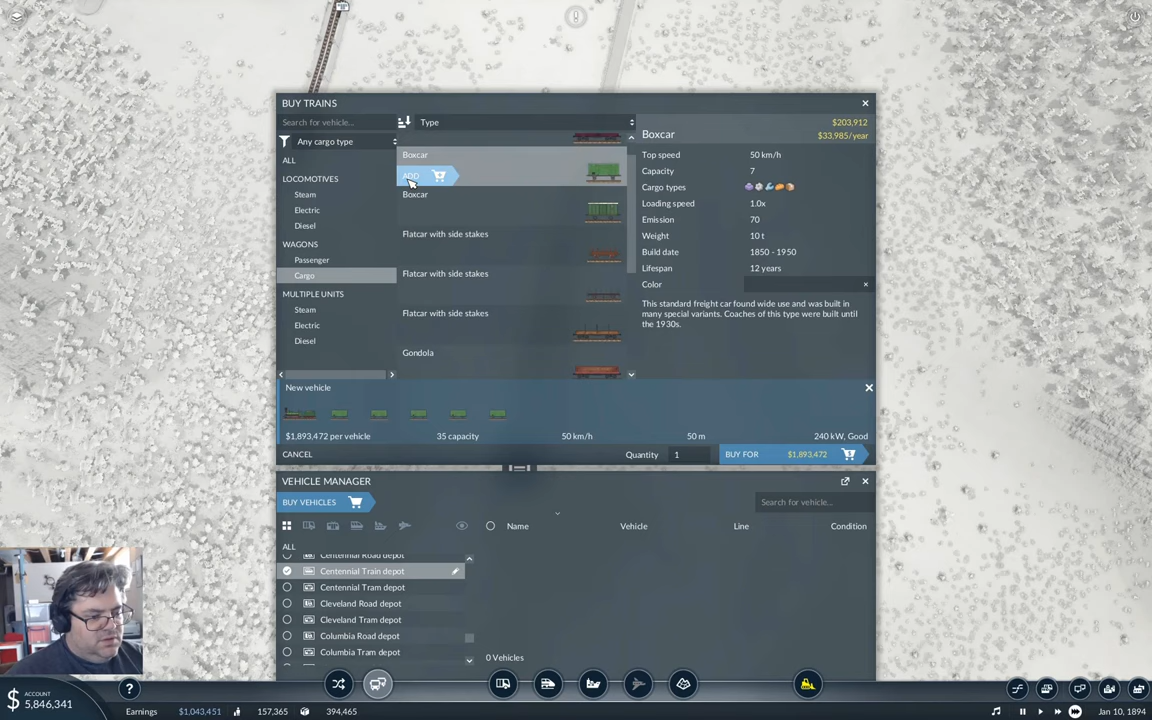 BUY TRAINS
Search for vehicle...
Type
Any cargo type
ALL
LOCOMOTIVES
Steam
Electric
Diesel
WAGONS
Passenger
Cargo
MULTIPLE UNITS
Steam
Electric
Diesel
Boxcar
ADD
Boxcar
Flatcar with side stakes
Flatcar with side stakes
Flatcar with side stakes
Gondola
$203,912
Boxcar
$33,985/year
Top speed 50 km/h
Capacity 7
Cargo types
Loading speed 1.0x
Emission 70
Weight 10 t
Build date 1850 - 1950
Lifespan 12 years
Color
This standard freight car found wide use and was built in
many special variants. Coaches of this type were built until
the 1930s.
New vehicle
$1,893,472 per vehicle 35 capacity 50 km/h 50 m 240 kW, Good
CANCEL Quantity 1 BUY FOR $1,893,472
VEHICLE MANAGER
BUY VEHICLES Search for vehicle...
Name Vehicle Line Condition
ALL
Centennial Road depot
Centennial Train depot
Centennial Tram depot
Cleveland Road depot
Cleveland Tram depot
Columbia Road depot
Columbia Tram depot
0 Vehicles
$ ACCOUNT
5,846,341
?
Earnings $1,043,451 157,365 394,465 Jan 10, 1894